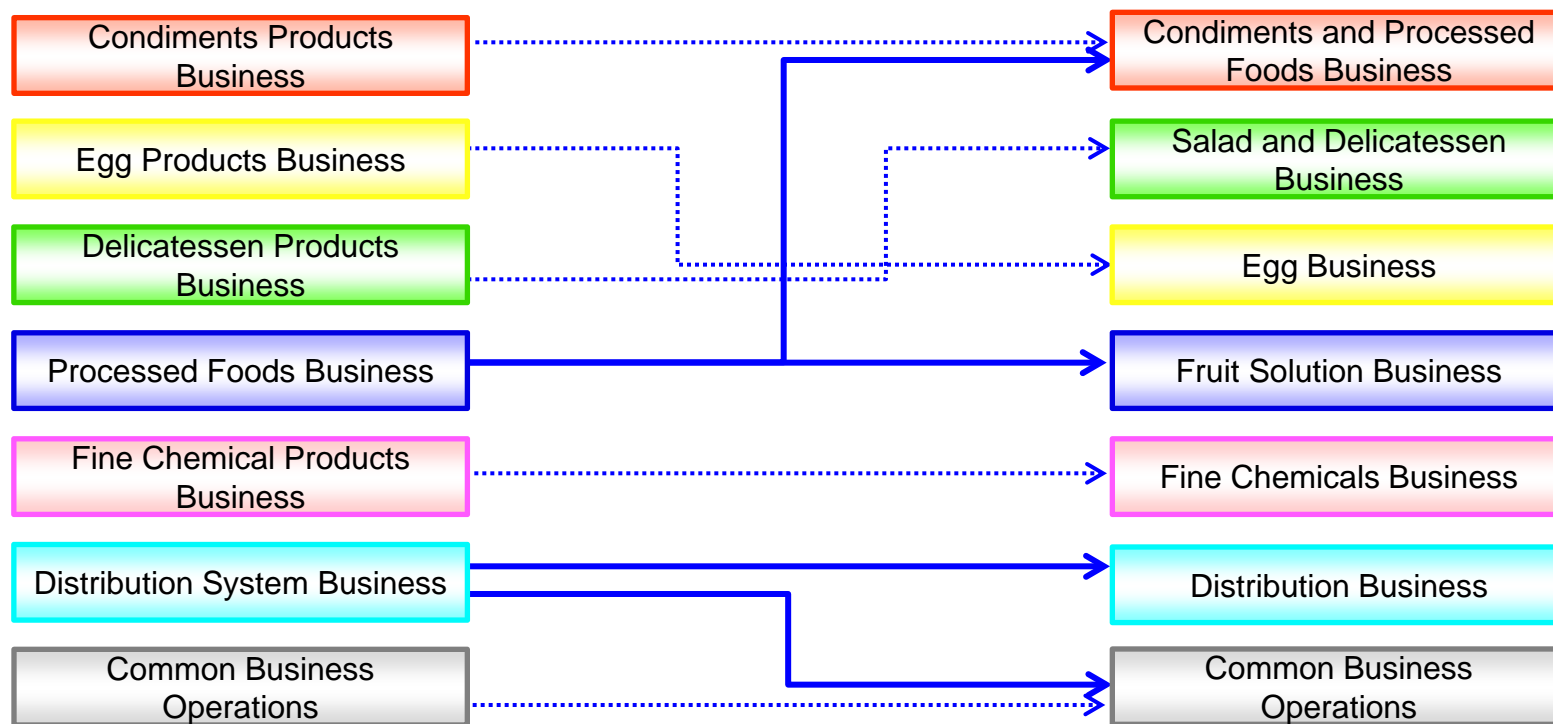 Condiments Products
Business
Condiments and Processed
Foods Business
Egg Products Business
Salad and Delicatessen
Business
Delicatessen Products
Business
Egg Business
Processed Foods Business
Fruit Solution Business
Fine Chemical Products
Business
Fine Chemicals Business
Distribution System Business
Distribution Business
Common Business
Operations
Common Business
Operations